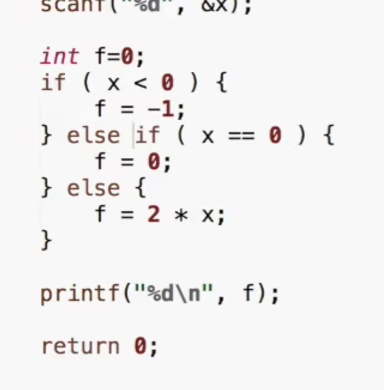 scanf("%d", &x);
int f=0;
if ( x < 0 ) {
f = -1;
} else if ( x == 0 ) {
f = 0;
} else {
f = 2 * x;
}
printf("%d\n", f);
return 0;